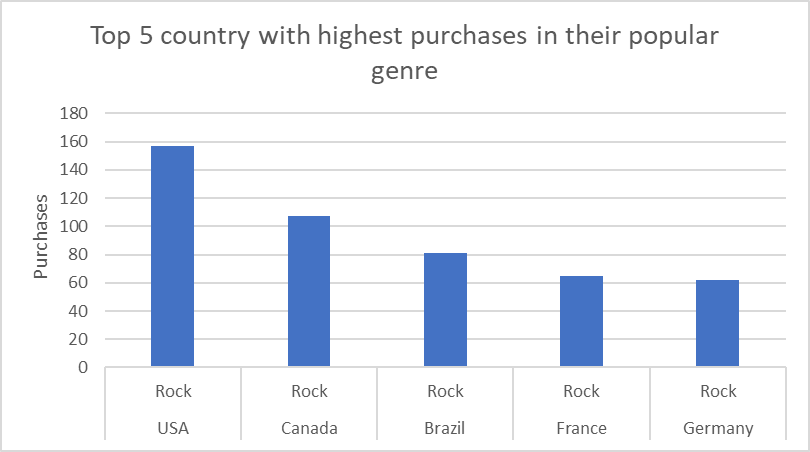 Top 5 country with highest purchases in their popular
genre
Purchases
180
160
140
120
100
80
60
40
20
0
Rock Rock Rock Rock Rock
USA Canada Brazil France Germany